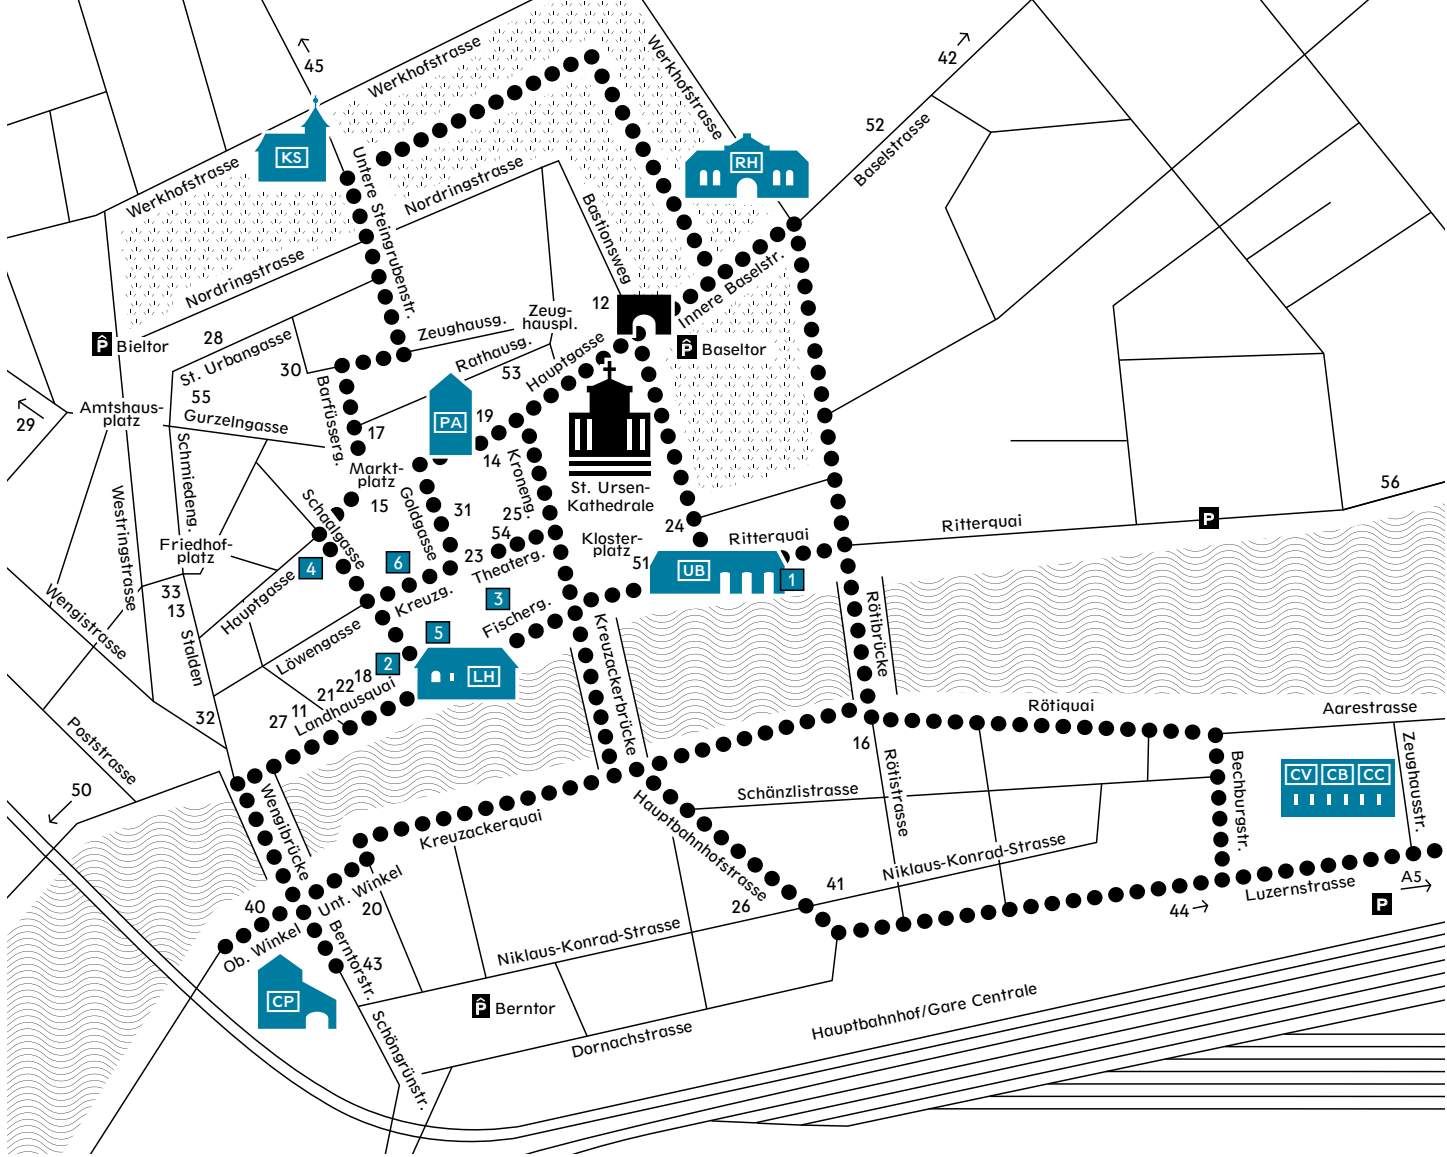 45
Werkhofstrasse
Werkhofstrasse
42
52
Baselstrasse
KS
RH
Werkhofstrasse
Untere Steingrubenstr.
Nordringstrasse
Bastionsweg
Nordringstrasse
Innere Baselstr.
12
Zeug-
hauspl.
Zeughausg.
28
P Bieltor
P Baseltor
St. Urbangasse
Rathausg.
Hauptgasse
30
53
55
Barfüsserg.
Amtshaus-
platz
29
Gurzelngasse
PA
19
17
14
Schmiedeng.
Markt-
platz
Kroneng.
St. Ursen-
Kathedrale
56
Westringstrasse
Schaalgasse
15
Goldgasse
31
25
24
P
Ritterquai
Ritterquai
54
Friedhof-
platz
Kloster-
platz
23
Theaterg.
51
UB
1
4
6
33
13
Wengistrasse
Hauptgasse
Kreuzg.
3
Fischerg.
5
Rötibrücke
Stalden
Löwengasse
2
LH
Kreuzackerbrücke
18
22
21
11
27
Landhausquai
32
Rötiquai
Aarestrasse
Poststrasse
16
Zeughausstr.
Bechburgstr.
CV
CB
CC
50
Wengibrücke
Schänzlistrasse
Rötistrasse
Kreuzackerquai
Hauptbahnhofstrasse
Niklaus-Konrad-Strasse
41
Unt. Winkel
20
26
A5
Luzernstrasse
44
P
40
Ob. Winkel
Berntorstr.
43
Niklaus-Konrad-Strasse
CP
P Berntor
Schöngrünstr.
Dornachstrasse
Hauptbahnhof/Gare Centrale